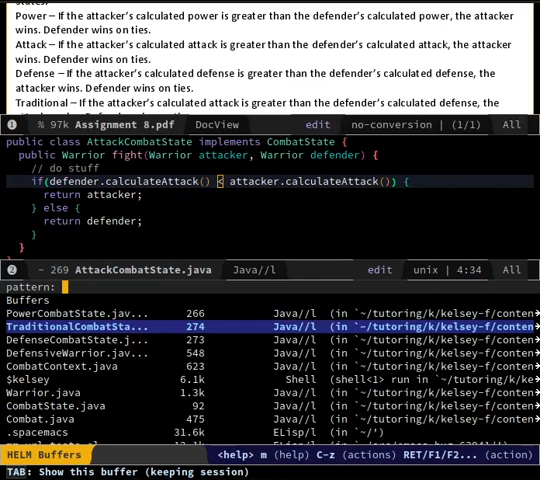 states:
Power – If the attacker's calculated power is greater than the defender's calculated power, the attacker
wins. Defender wins on ties.
Attack – If the attacker's calculated attack is greater than the defender's calculated attack, the attacker
wins. Defender wins on ties.
Defense – If the attacker's calculated defense is greater than the defender's calculated defense, the
attacker wins. Defender wins on ties.
Traditional – If the attacker's calculated attack is greater than the defender's calculated defense, the
❶ % 97k Assignment 8.pdf DocView edit no-conversion | (1/1) All
public class AttackCombatState implements CombatState {
public Warrior fight(Warrior attacker, Warrior defender) {
// do stuff
if(defender.calculateAttack() < attacker.calculateAttack()) {
return attacker;
} else {
return defender;
}
}
}
❷ - 269 AttackCombatState.java Java//l edit unix | 4:34 All
pattern:
Buffers
PowerCombatState.jav... 266 Java//l (in `~/tutoring/k/kelsey-f/conten
TraditionalCombatSta... 274 Java//l (in `~/tutoring/k/kelsey-f/conten
DefenseCombatState.j... 273 Java//l (in `~/tutoring/k/kelsey-f/conten
DefensiveWarrior.jav... 548 Java//l (in `~/tutoring/k/kelsey-f/conten
CombatContext.java 623 Java//l (in `~/tutoring/k/kelsey-f/conten
$kelsey 6.1k Shell (shell<1> run in `~/tutoring/k/ke
Warrior.java 1.3k Java//l (in `~/tutoring/k/kelsey-f/conten
CombatState.java 92 Java//l (in `~/tutoring/k/kelsey-f/conten
Combat.java 475 Java//l (in `~/tutoring/k/kelsey-f/conten
.spacemacs 31.6k ELisp/l (in `~/')
HELM Buffers <help> m (help) C-z (actions) RET/F1/F2... (action)
TAB: Show this buffer (keeping session)